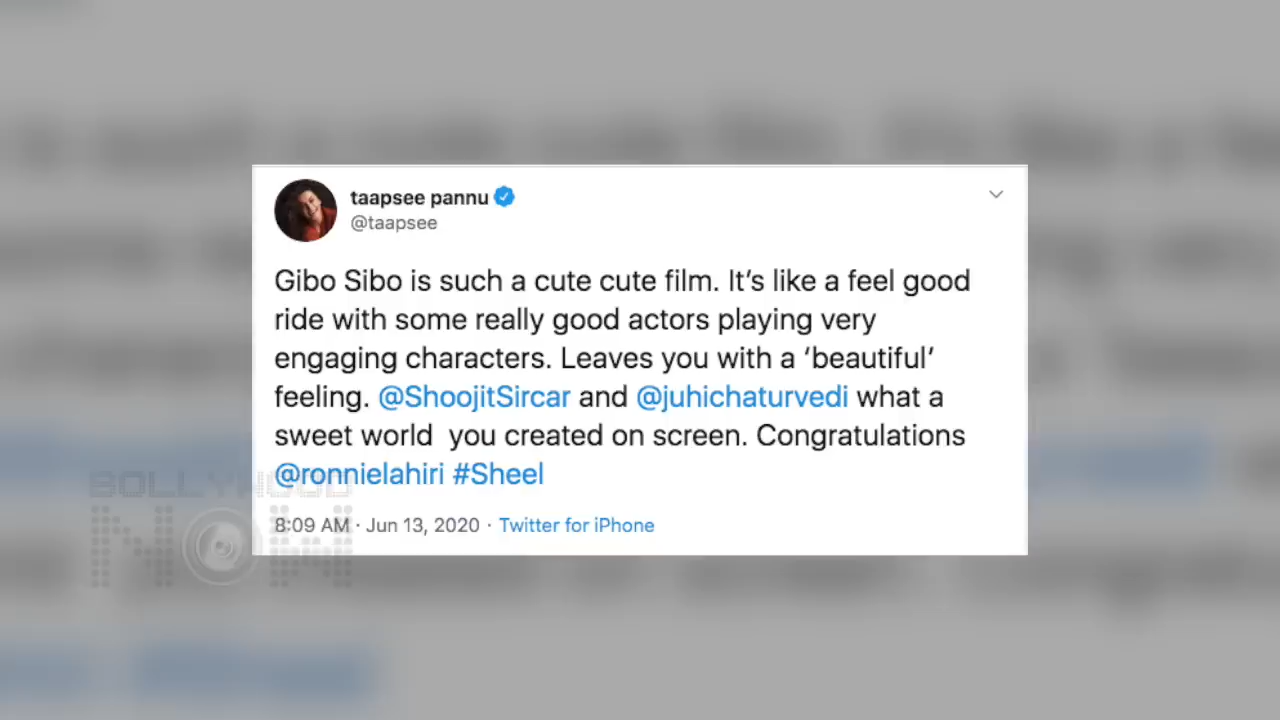 taapsee pannu
@taapsee
Gibo Sibo is such a cute cute film. It’s like a feel good
ride with some really good actors playing very
engaging characters. Leaves you with a ‘beautiful’
feeling. @ShoojitSircar and @juhichaturvedi what a
sweet world  you created on screen. Congratulations
@ronnielahiri #Sheel
8:09 AM · Jun 13, 2020 · Twitter for iPhone
BOLLYWOOD
NOW